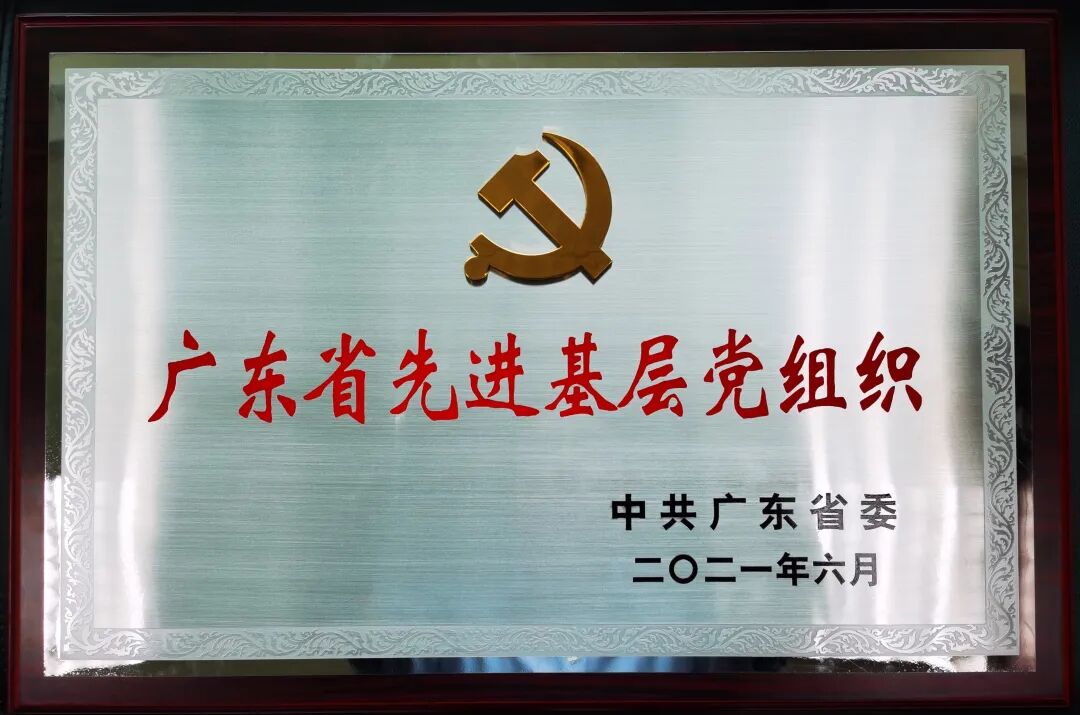 广东省先进基层党组织
中共广东省委
二〇二一年六月